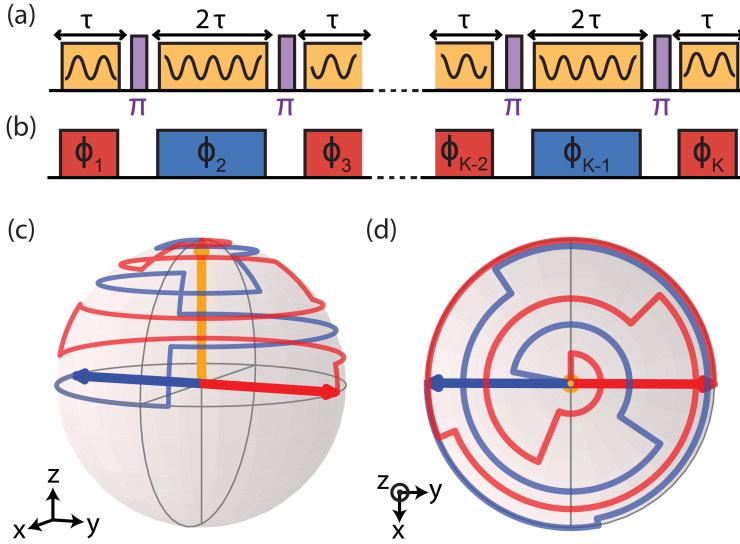 (a) τ 2τ τ τ 2τ τ
π π π π
(b) ϕ₁ ϕ₂ ϕ₃ ϕK-2 ϕK-1 ϕK
(c) (d)
z x y
z y x